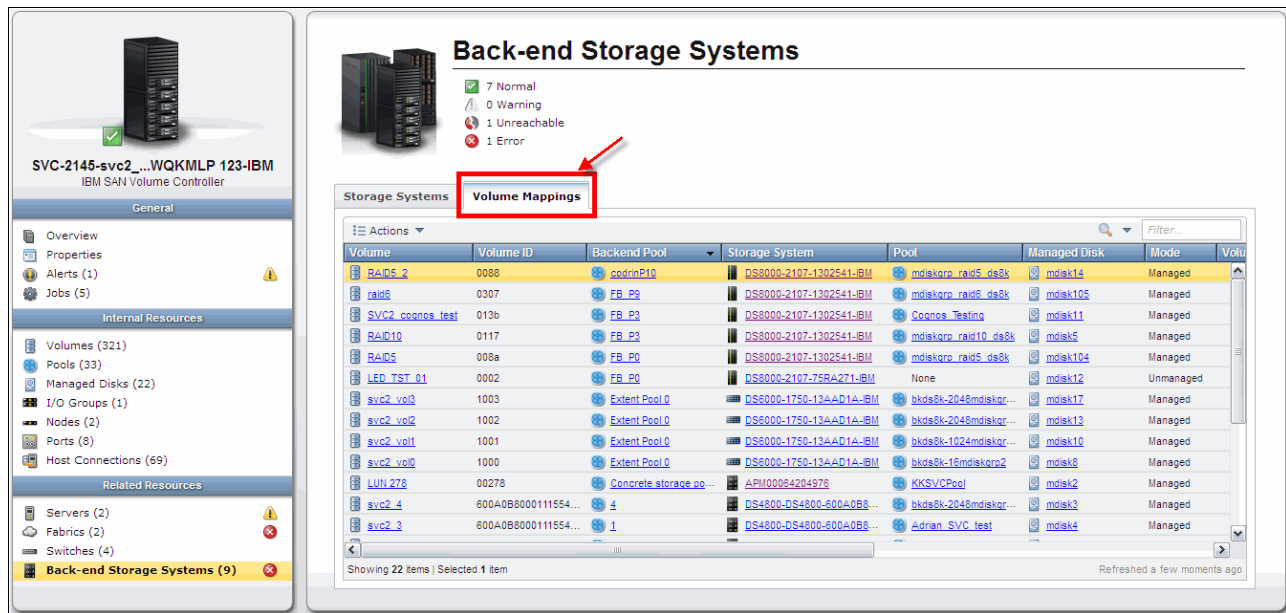 SVC-2145-svc2_...WQKMLP 123-IBM
IBM SAN Volume Controller
General
Overview
Properties
Alerts (1)
Jobs (5)
Internal Resources
Volumes (321)
Pools (33)
Managed Disks (22)
I/O Groups (1)
Nodes (2)
Ports (8)
Host Connections (69)
Related Resources
Servers (2)
Fabrics (2)
Switches (4)
Back-end Storage Systems (9)
Back-end Storage Systems
7 Normal
0 Warning
1 Unreachable
1 Error
Storage Systems Volume Mappings
Actions Filter...
Volume Volume ID Backend Pool Storage System Pool Managed Disk Mode Volu
RAID5_2 0088 codrinP10 DS8000-2107-1302541-IBM mdiskgrp_raid5_ds8k mdisk14 Managed
raid6 0307 FB_P9 DS8000-2107-1302541-IBM mdiskgrp_raid6_ds8k mdisk105 Managed
SVC2_cognos_test 013b FB_P3 DS8000-2107-1302541-IBM Cognos_Testing mdisk11 Managed
RAID10 0117 FB_P3 DS8000-2107-1302541-IBM mdiskgrp_raid10_ds8k mdisk5 Managed
RAID5 008a FB_P0 DS8000-2107-1302541-IBM mdiskgrp_raid5_ds8k mdisk104 Managed
LED_TST_01 0002 FB_P0 DS8000-2107-75RA271-IBM None mdisk12 Unmanaged
svc2_vol3 1003 Extent Pool 0 DS6000-1750-13AAD1A-IBM bkds8k-2048mdiskgr... mdisk17 Managed
svc2_vol2 1002 Extent Pool 0 DS6000-1750-13AAD1A-IBM bkds8k-2048mdiskgr... mdisk13 Managed
svc2_vol1 1001 Extent Pool 0 DS6000-1750-13AAD1A-IBM bkds8k-1024mdiskgr... mdisk10 Managed
svc2_vol0 1000 Extent Pool 0 DS6000-1750-13AAD1A-IBM bkds8k-16mdiskgrp2 mdisk8 Managed
LUN 278 00278 Concrete storage po... APM00064204976 KKSVCPool mdisk2 Managed
svc2_4 600A0B8000111554... 4 DS4800-DS4800-600A0B8... bkds8k-2048mdiskgr... mdisk3 Managed
svc2_3 600A0B8000111554... 1 DS4800-DS4800-600A0B8... Adrian_SVC_test mdisk4 Managed
Showing 22 items | Selected 1 item Refreshed a few moments ago